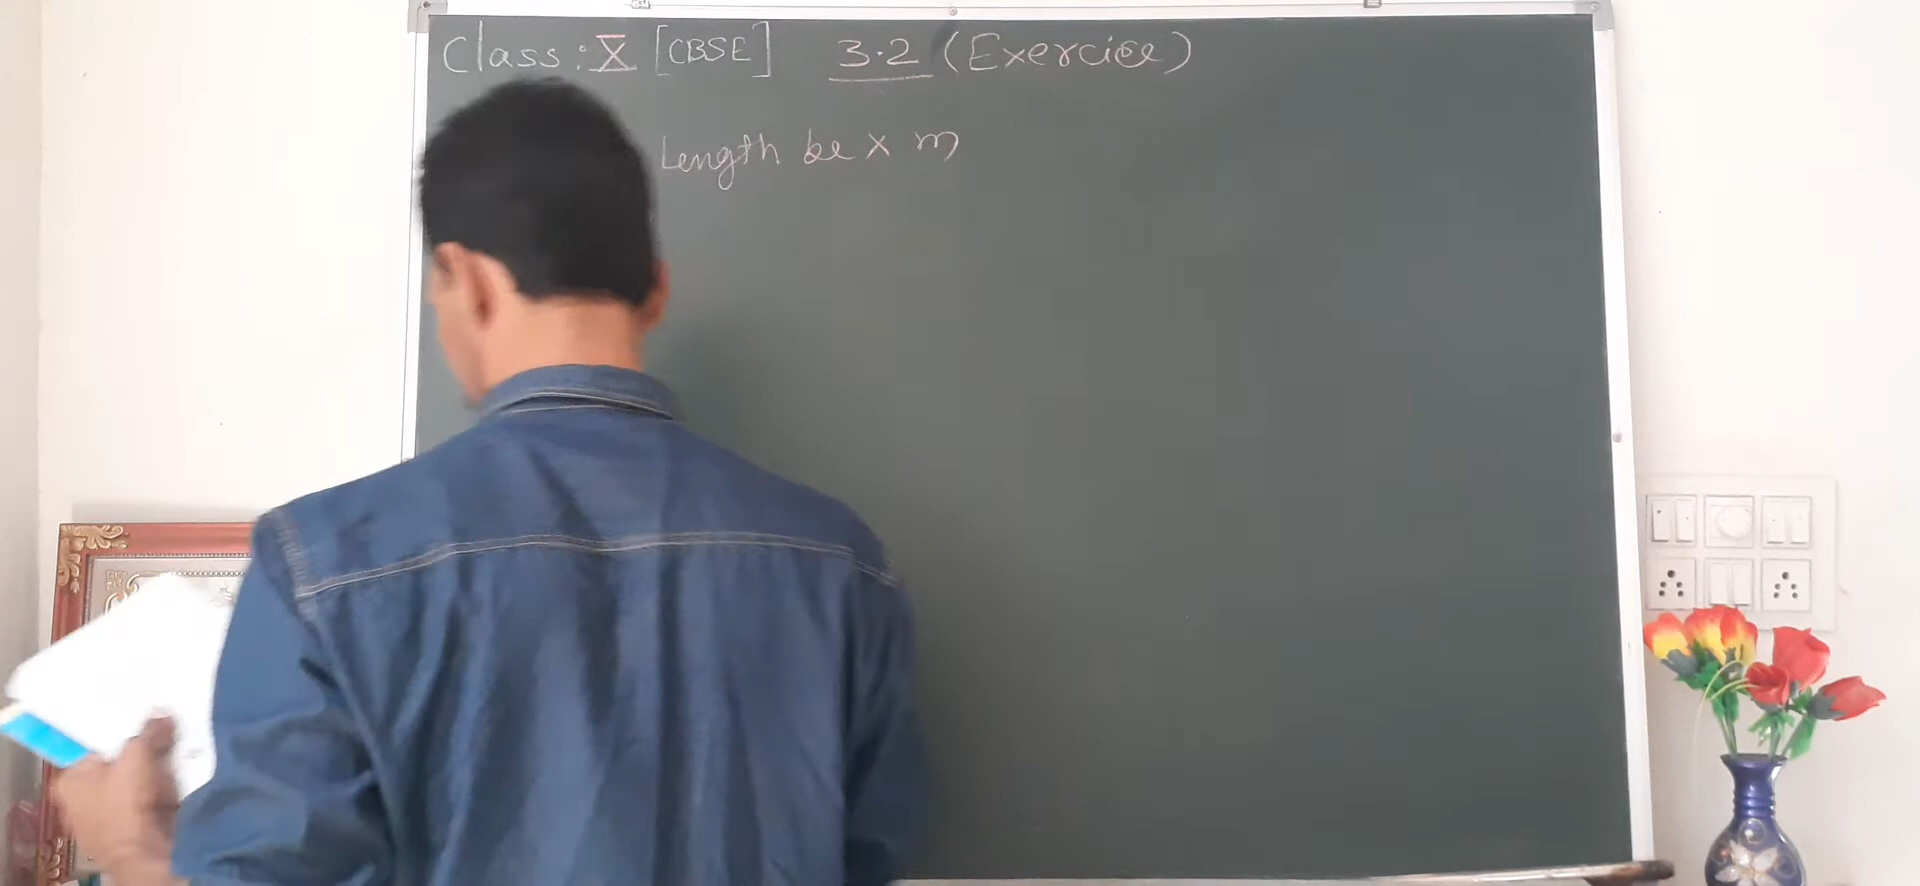 Class: X [CBSE] 3.2 (Exercise)
Length be x m